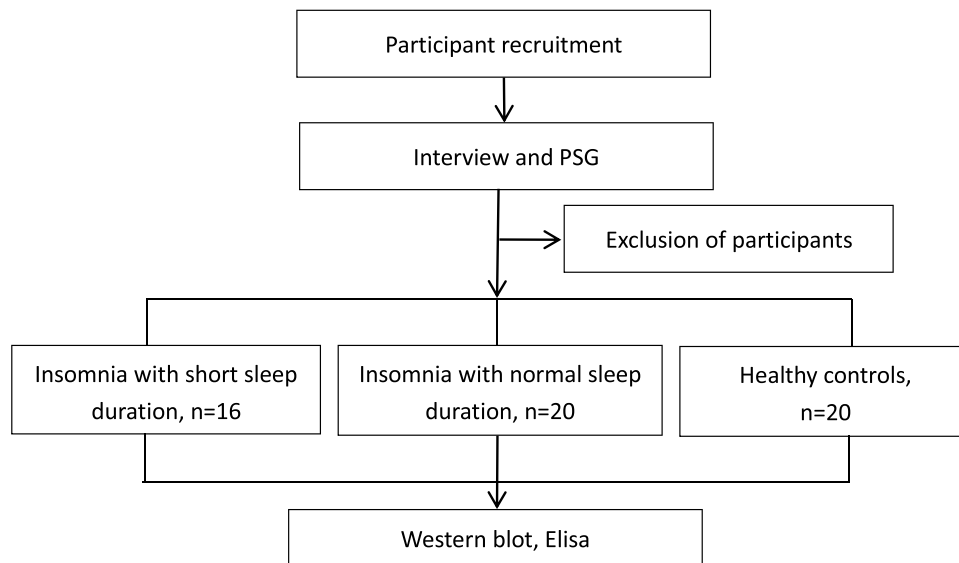 Participant recruitment
Interview and PSG
Exclusion of participants
Insomnia with short sleep
duration, n=16
Insomnia with normal sleep
duration, n=20
Healthy controls,
n=20
Western blot, Elisa